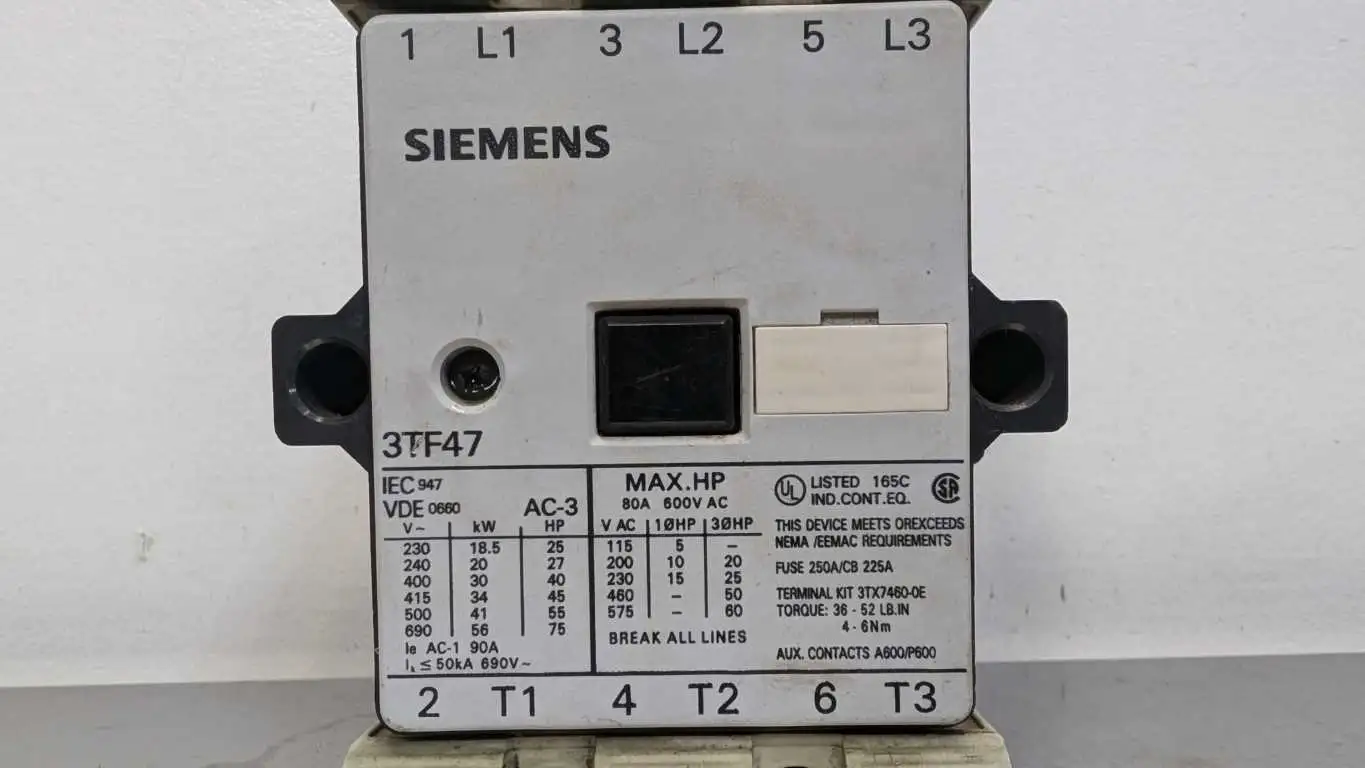 1 L1 3 L2 5 L3
SIEMENS
3TF47
IEC 947
VDE 0660 AC-3
V~ kW HP
230 18.5 25
240 20 27
400 30 40
415 34 45
500 41 55
690 56 75
Ie AC-1 90A
Ik ≤ 50kA 690V~
MAX.HP
80A 600V AC
V AC 1ØHP 3ØHP
115 5 –
200 10 20
230 15 25
460 – 50
575 – 60
BREAK ALL LINES
UL LISTED 165C SA
IND.CONT.EQ.
THIS DEVICE MEETS OREXCEEDS
NEMA /EEMAC REQUIREMENTS
FUSE 250A/CB 225A
TERMINAL KIT 3TX7460-0E
TORQUE: 36 - 52 LB.IN
4 - 6Nm
AUX. CONTACTS A600/P600
2 T1 4 T2 6 T3